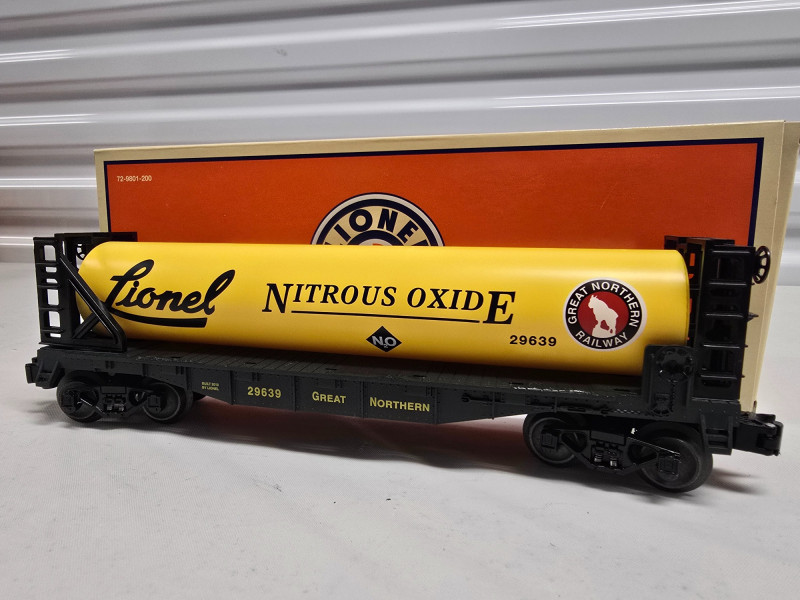 72-9801-200
LIONEL
Lionel
NITROUS OXIDE
N2O
29639
GREAT NORTHERN
RAILWAY
29639 GREAT NORTHERN